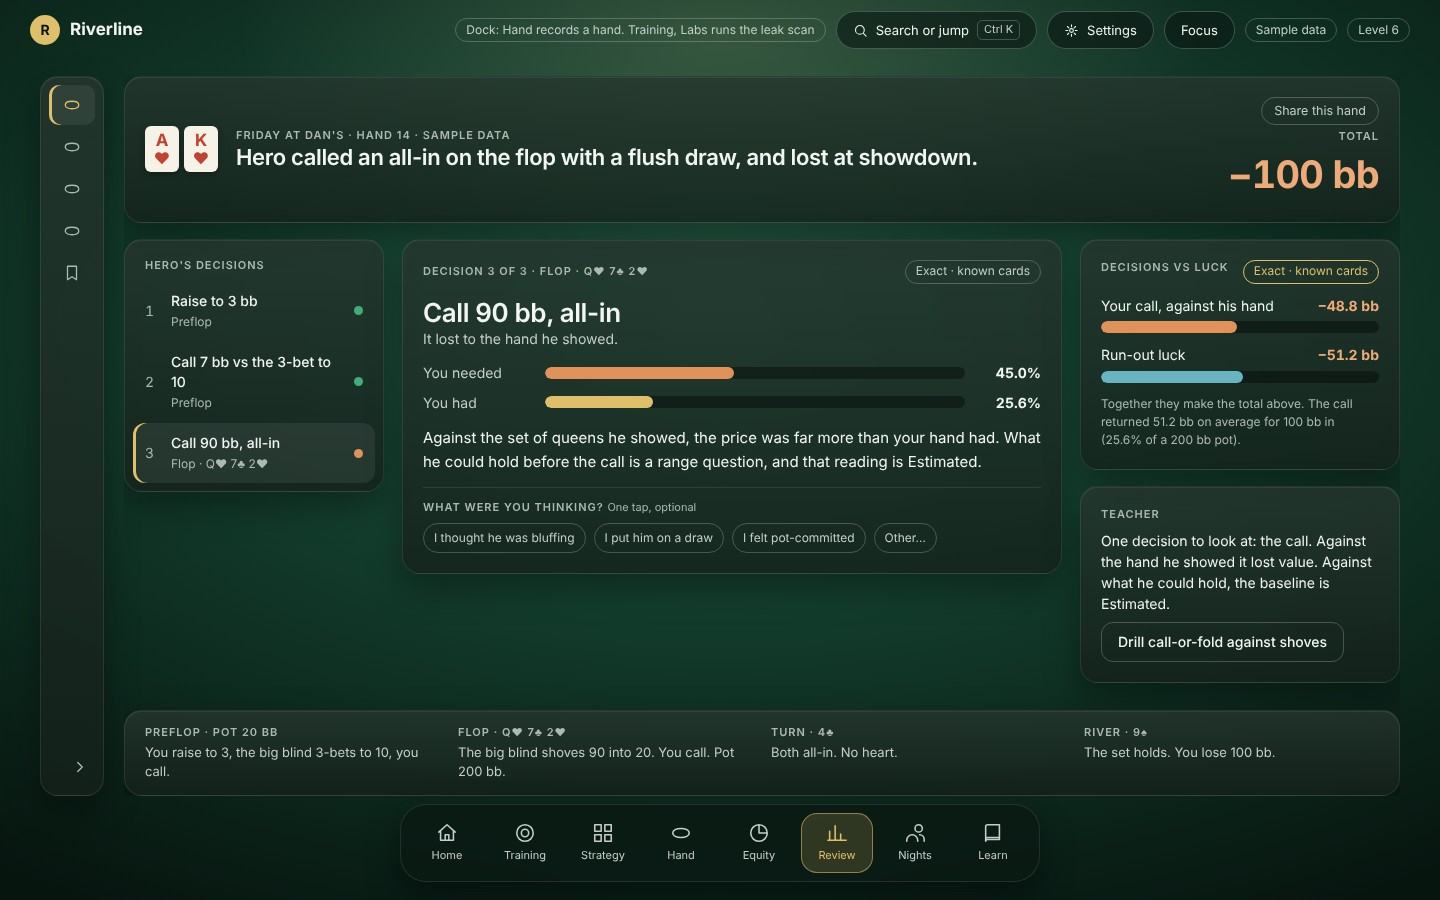 R Riverline
Dock: Hand records a hand. Training, Labs runs the leak scan
Search or jump Ctrl K
Settings
Focus
Sample data
Level 6
A K
FRIDAY AT DAN'S · HAND 14 · SAMPLE DATA
Hero called an all-in on the flop with a flush draw, and lost at showdown.
Share this hand
TOTAL
−100 bb
HERO'S DECISIONS
1 Raise to 3 bb
Preflop
2 Call 7 bb vs the 3-bet to
10
Preflop
3 Call 90 bb, all-in
Flop · Q♥ 7♣ 2♥
DECISION 3 OF 3 · FLOP · Q♥ 7♣ 2♥
Exact · known cards
Call 90 bb, all-in
It lost to the hand he showed.
You needed 45.0%
You had 25.6%
Against the set of queens he showed, the price was far more than your hand had. What
he could hold before the call is a range question, and that reading is Estimated.
WHAT WERE YOU THINKING? One tap, optional
I thought he was bluffing
I put him on a draw
I felt pot-committed
Other...
DECISIONS VS LUCK
Exact · known cards
Your call, against his hand −48.8 bb
Run-out luck −51.2 bb
Together they make the total above. The call
returned 51.2 bb on average for 100 bb in
(25.6% of a 200 bb pot).
TEACHER
One decision to look at: the call. Against
the hand he showed it lost value. Against
what he could hold, the baseline is
Estimated.
Drill call-or-fold against shoves
PREFLOP · POT 20 BB
You raise to 3, the big blind 3-bets to 10, you
call.
FLOP · Q♥ 7♣ 2♥
The big blind shoves 90 into 20. You call. Pot
200 bb.
TURN · 4♣
Both all-in. No heart.
RIVER · 9♠
The set holds. You lose 100 bb.
Home
Training
Strategy
Hand
Equity
Review
Nights
Learn